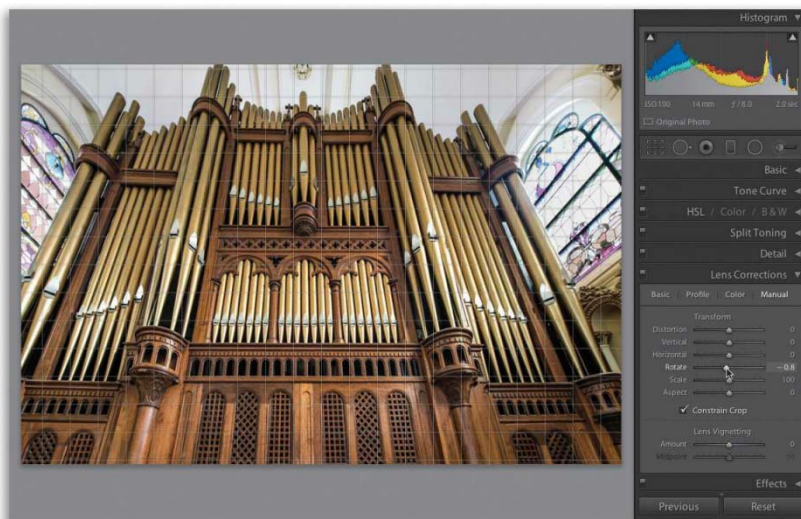 Histogram
ISO 100 14 mm ƒ / 8.0 2.0 sec
Original Photo
Basic
Tone Curve
HSL / Color / B & W
Split Toning
Detail
Lens Corrections
Basic Profile Color Manual
Transform
Distortion 0
Vertical 0
Horizontal 0
Rotate – 0.8
Scale 100
Aspect 0
Constrain Crop
Lens Vignetting
Amount 0
Midpoint
Effects
Previous Reset